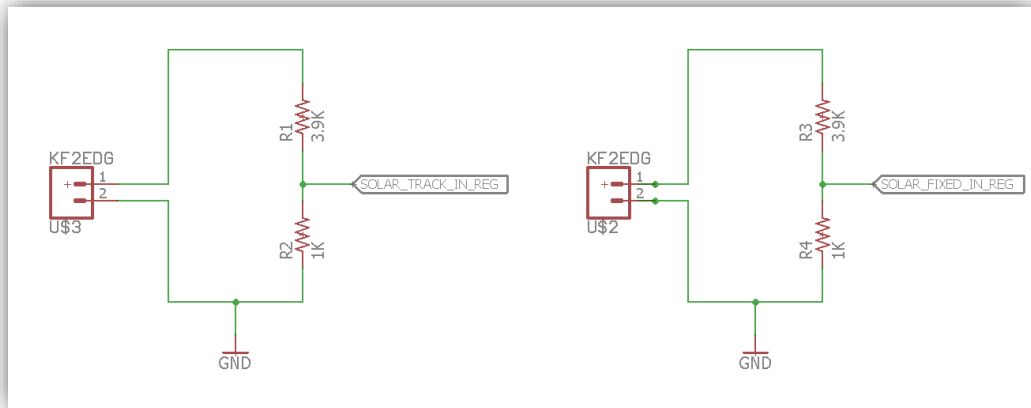 KF2EDG
+
1
2
U$3
R1
3.9K
SOLAR_TRACK_IN_REG
R2
1K
GND
KF2EDG
+
1
2
U$2
R3
3.9K
SOLAR_FIXED_IN_REG
R4
1K
GND